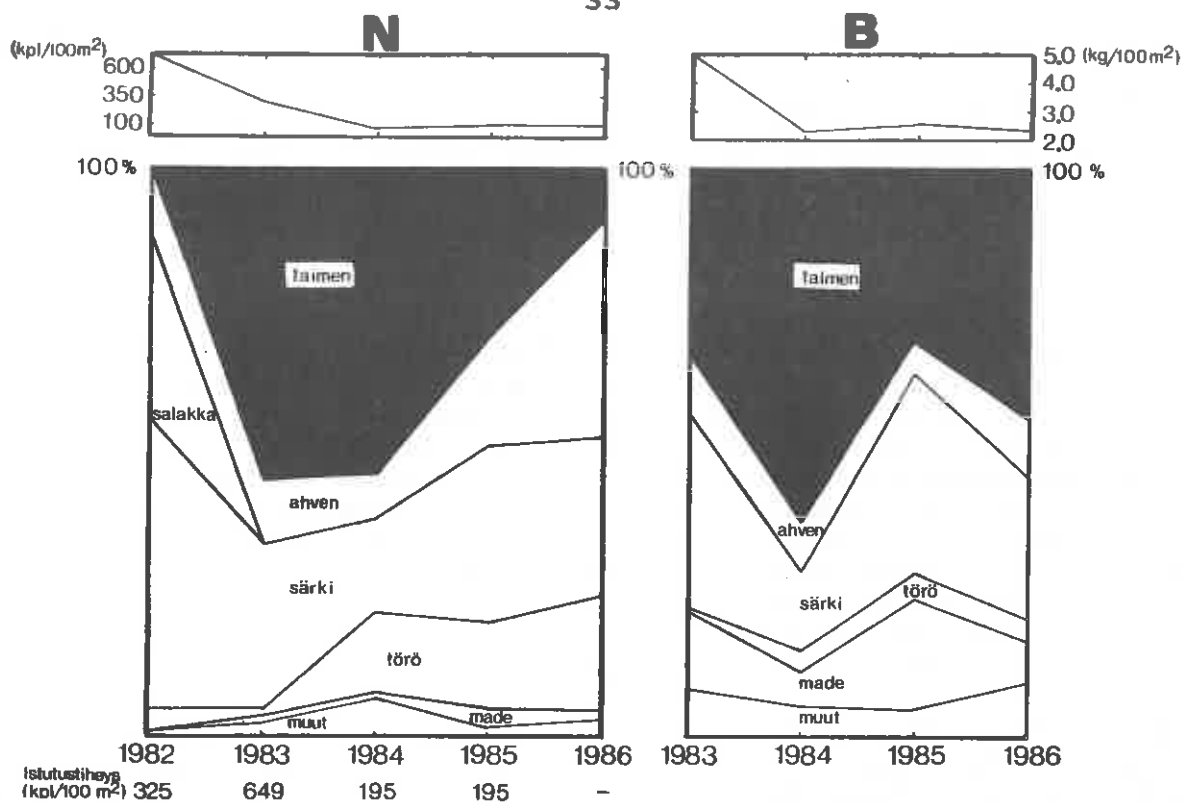 33
N B
(kpl/100m²) 600 350 100
5.0 (kg/100m²) 4.0 3.0 2.0
100 % 100 % 100 %
taimen taimen
salakka
ahven ahven
särki särki törö
törö
made made
muut muut
1982 1983 1984 1985 1986 1983 1984 1985 1986
Istutustiheys
(kpl/100 m²) 325 649 195 195 –